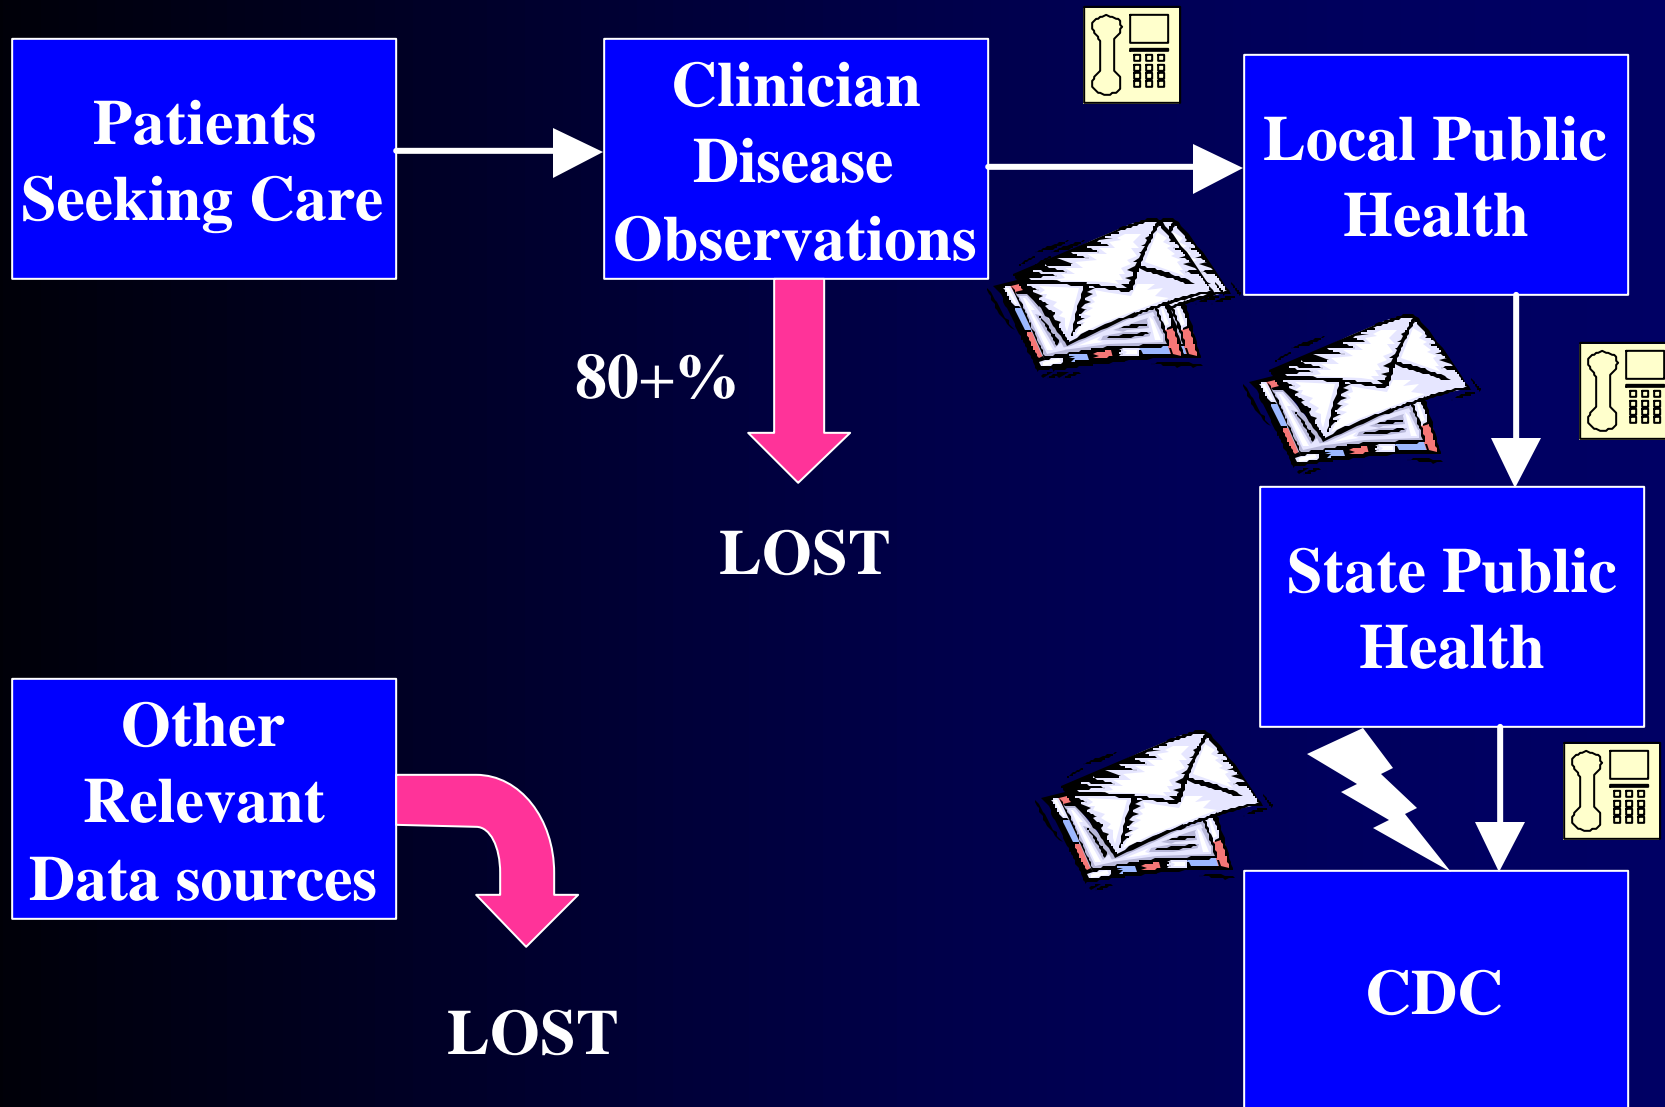 Patients
Seeking Care
Clinician
Disease
Observations
Local Public
Health
80+%
LOST
State Public
Health
Other
Relevant
Data sources
LOST
CDC